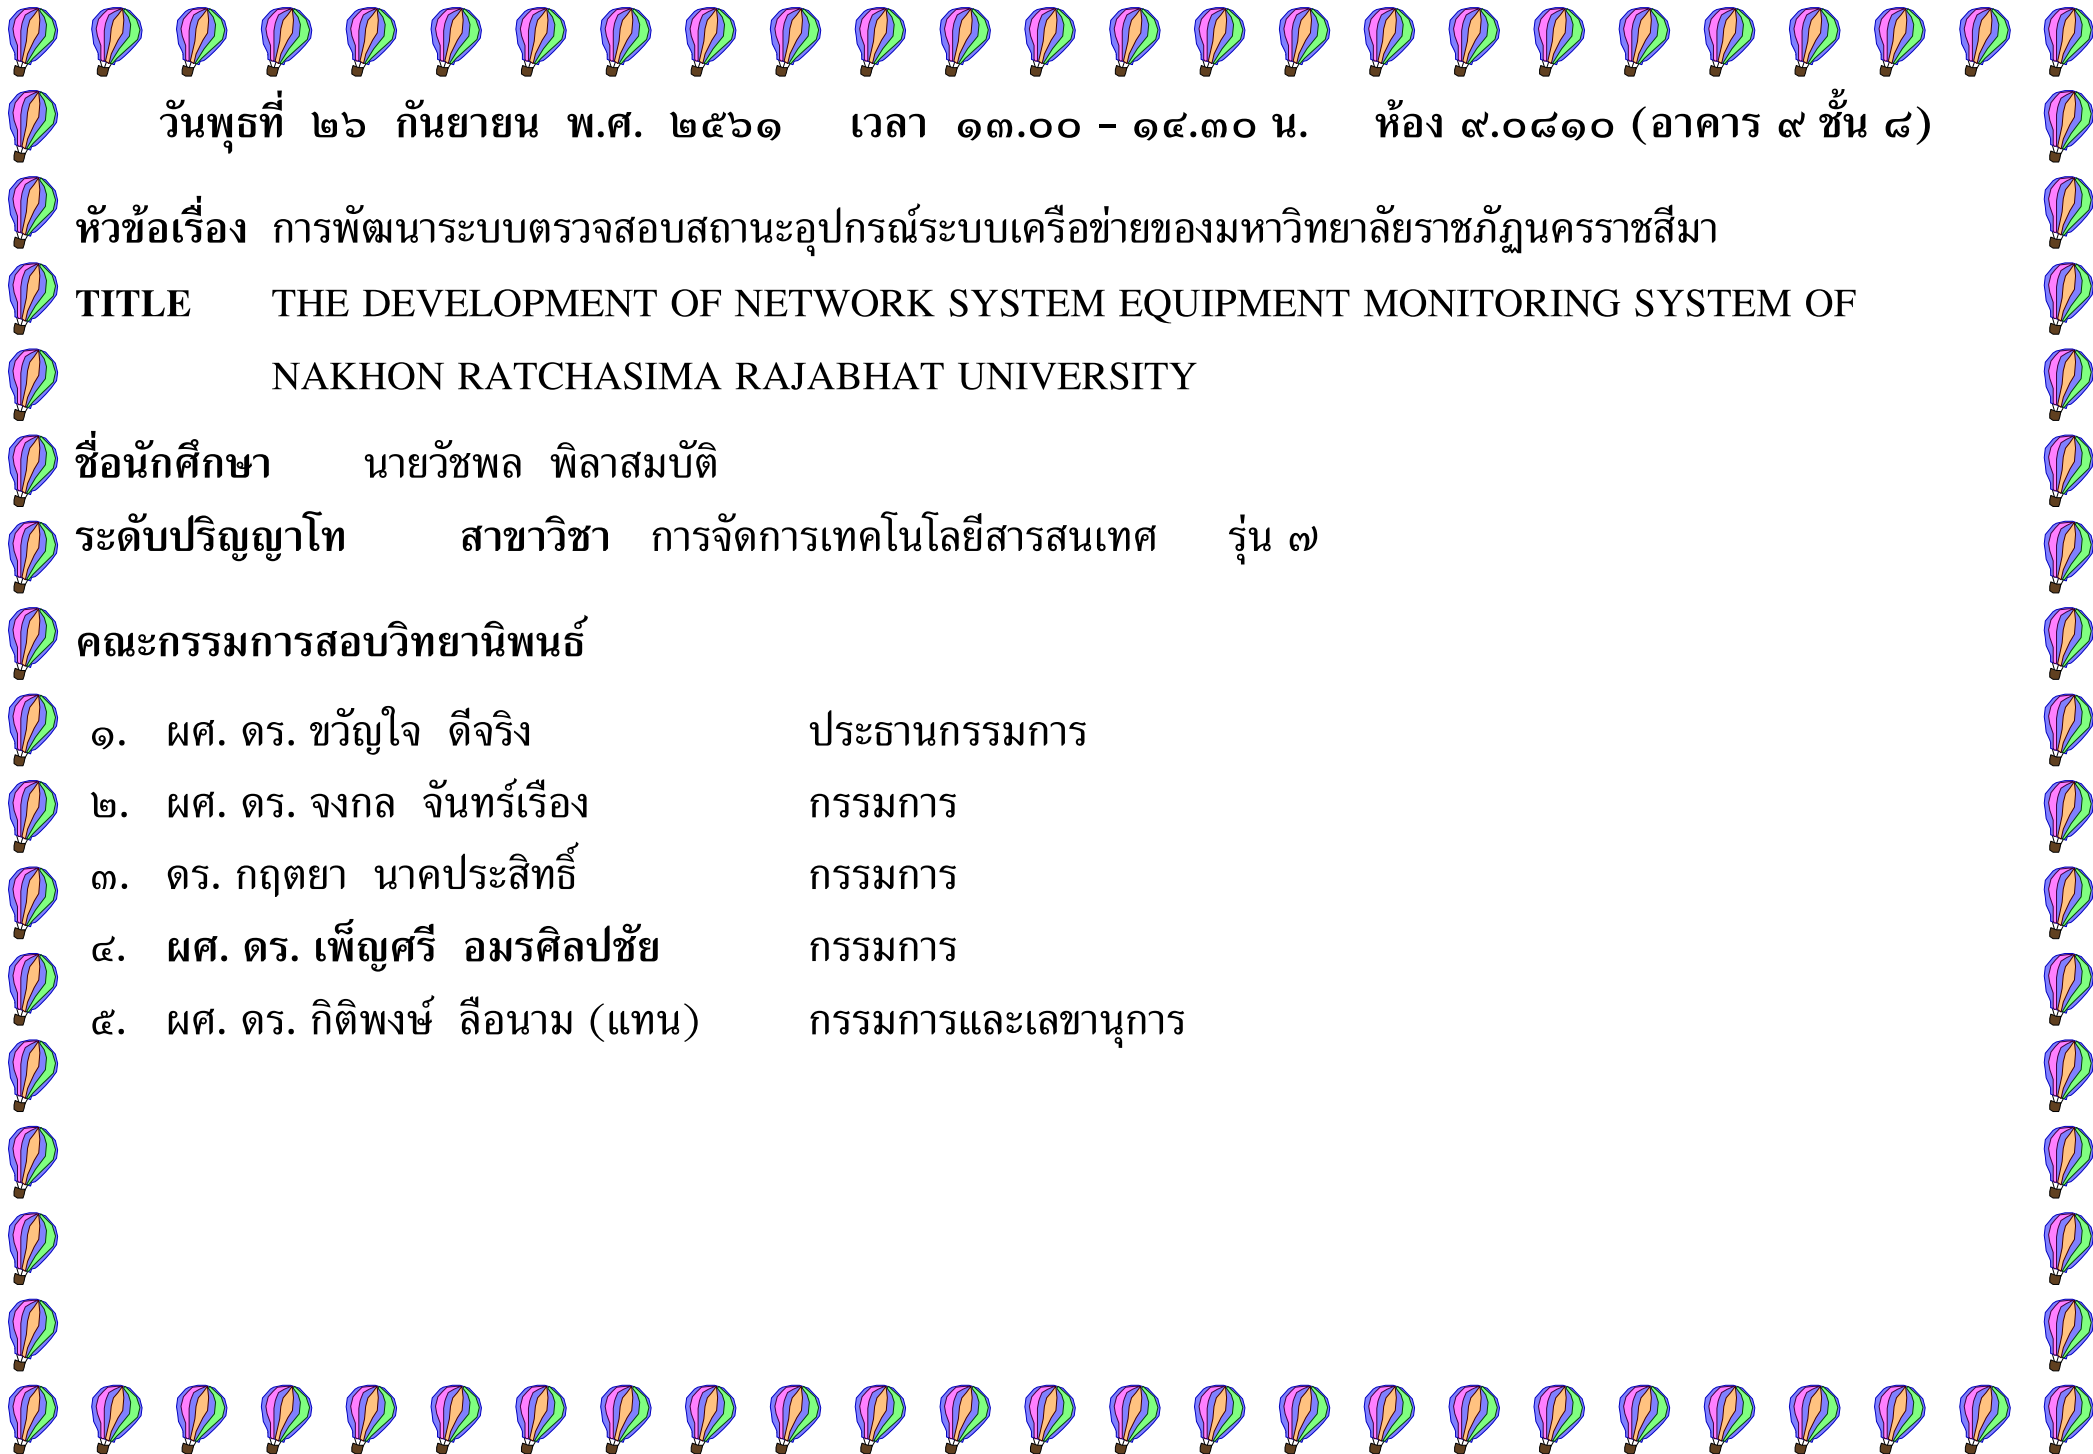 วันพุธที่ ๒๖ กันยายน พ.ศ. ๒๕๖๑ เวลา ๑๓.๐๐ – ๑๔.๓๐ น. ห้อง ๙.๐๘๑๐ (อาคาร ๙ ชั้น ๘)
หัวข้อเรื่อง การพัฒนาระบบตรวจสอบสถานะอุปกรณ์ระบบเครือข่ายของมหาวิทยาลัยราชภัฏนครราชสีมา
TITLE THE DEVELOPMENT OF NETWORK SYSTEM EQUIPMENT MONITORING SYSTEM OF
NAKHON RATCHASIMA RAJABHAT UNIVERSITY
ชื่อนักศึกษา นายวัชพล พิลาสมบัติ
ระดับปริญญาโท สาขาวิชา การจัดการเทคโนโลยีสารสนเทศ รุ่น ๗
คณะกรรมการสอบวิทยานิพนธ์
๑. ผศ. ดร. ขวัญใจ ดีจริง ประธานกรรมการ
๒. ผศ. ดร. จงกล จันทร์เรือง กรรมการ
๓. ดร. กฤตยา นาคประสิทธิ์ กรรมการ
๔. ผศ. ดร. เพ็ญศรี อมรศิลปชัย กรรมการ
๕. ผศ. ดร. กิติพงษ์ ลือนาม (แทน) กรรมการและเลขานุการ